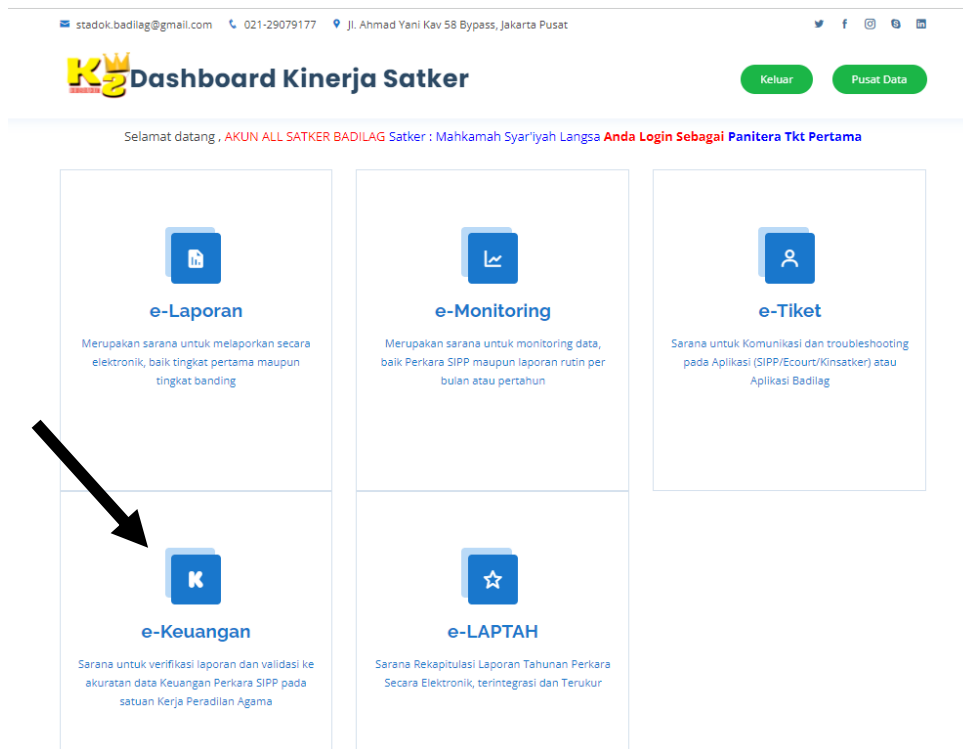 stadok.badilag@gmail.com 021-29079177 Jl. Ahmad Yani Kav 58 Bypass, Jakarta Pusat
K2 Dashboard Kinerja Satker
Keluar Pusat Data
Selamat datang , AKUN ALL SATKER BADILAG Satker : Mahkamah Syar'iyah Langsa Anda Login Sebagai Panitera Tkt Pertama
e-Laporan
Merupakan sarana untuk melaporkan secara
elektronik, baik tingkat pertama maupun
tingkat banding
e-Monitoring
Merupakan sarana untuk monitoring data,
baik Perkara SIPP maupun laporan rutin per
bulan atau pertahun
e-Tiket
Sarana untuk Komunikasi dan troubleshooting
pada Aplikasi (SIPP/Ecourt/Kinsatker) atau
Aplikasi Badilag
K
e-Keuangan
Sarana untuk verifikasi laporan dan validasi ke
akuratan data Keuangan Perkara SIPP pada
satuan Kerja Peradilan Agama
e-LAPTAH
Sarana Rekapitulasi Laporan Tahunan Perkara
Secara Elektronik, terintegrasi dan Terukur